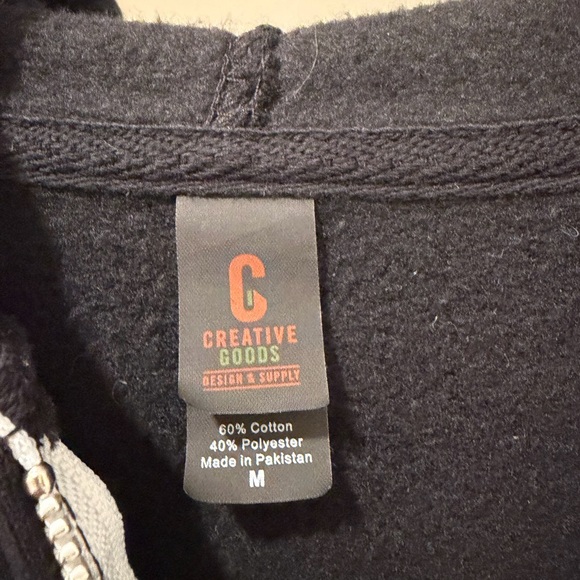 CREATIVE
GOODS
DESIGN & SUPPLY
60% Cotton
40% Polyester
Made in Pakistan
M